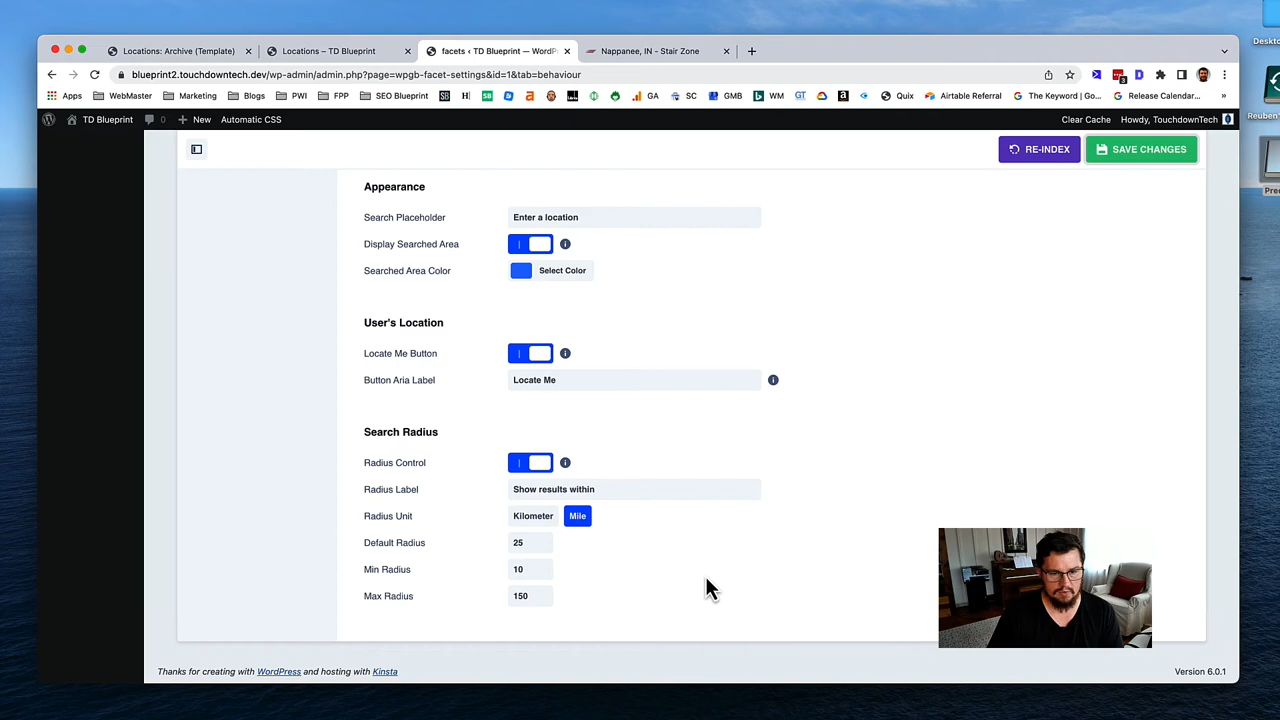 Desktop
Locations: Archive (Template)
Locations – TD Blueprint
facets ‹ TD Blueprint — WordP
Nappanee, IN - Stair Zone
blueprint2.touchdowntech.dev/wp-admin/admin.php?page=wpgb-facet-settings&id=1&tab=behaviour
Apps WebMaster Marketing Blogs PWI FPP SEO Blueprint GA SC GMB WM Quix Airtable Referral The Keyword | Go... Release Calendar... »
TD Blueprint 0 New Automatic CSS Clear Cache Howdy, TouchdownTech
Reuben'
RE-INDEX SAVE CHANGES
Appearance
Search Placeholder Enter a location
Display Searched Area
Searched Area Color Select Color
User's Location
Locate Me Button
Button Aria Label Locate Me
Search Radius
Radius Control
Radius Label Show results within
Radius Unit Kilometer Mile
Default Radius 25
Min Radius 10
Max Radius 150
Thanks for creating with WordPress and hosting with Kinsta Version 6.0.1